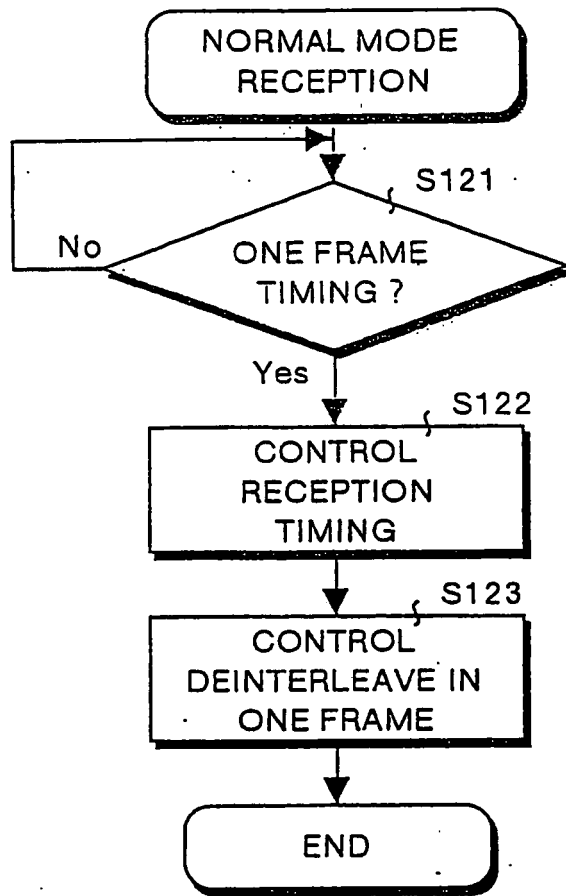 NORMAL MODE
RECEPTION
S121
No
ONE FRAME
TIMING ?
Yes
S122
CONTROL
RECEPTION
TIMING
S123
CONTROL
DEINTERLEAVE IN
ONE FRAME
END